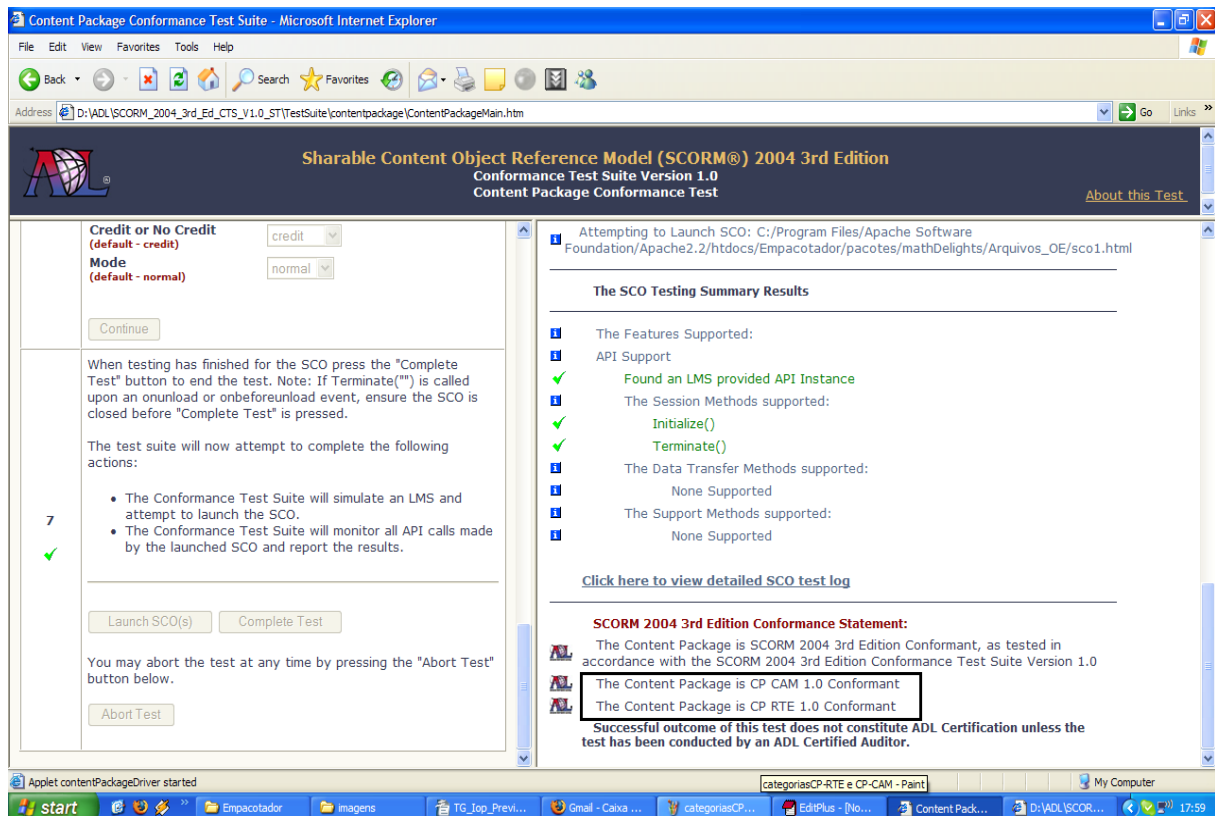 Content Package Conformance Test Suite - Microsoft Internet Explorer
File Edit View Favorites Tools Help
Back Search Favorites
Address D:\ADL\SCORM_2004_3rd_Ed_CTS_V1.0_ST\TestSuite\contentpackage\ContentPackageMain.htm Go Links »
ADL ®
Sharable Content Object Reference Model (SCORM®) 2004 3rd Edition
Conformance Test Suite Version 1.0
Content Package Conformance Test
About this Test
Credit or No Credit
(default - credit)
credit
Mode
(default - normal)
normal
Continue
7
When testing has finished for the SCO press the "Complete
Test" button to end the test. Note: If Terminate("") is called
upon an onunload or onbeforeunload event, ensure the SCO is
closed before "Complete Test" is pressed.
The test suite will now attempt to complete the following
actions:
• The Conformance Test Suite will simulate an LMS and
attempt to launch the SCO.
• The Conformance Test Suite will monitor all API calls made
by the launched SCO and report the results.
Launch SCO(s) Complete Test
You may abort the test at any time by pressing the "Abort Test"
button below.
Abort Test
Attempting to Launch SCO: C:/Program Files/Apache Software
Foundation/Apache2.2/htdocs/Empacotador/pacotes/mathDelights/Arquivos_OE/sco1.html
The SCO Testing Summary Results
The Features Supported:
API Support
Found an LMS provided API Instance
The Session Methods supported:
Initialize()
Terminate()
The Data Transfer Methods supported:
None Supported
The Support Methods supported:
None Supported
Click here to view detailed SCO test log
SCORM 2004 3rd Edition Conformance Statement:
The Content Package is SCORM 2004 3rd Edition Conformant, as tested in
accordance with the SCORM 2004 3rd Edition Conformance Test Suite Version 1.0
The Content Package is CP CAM 1.0 Conformant
The Content Package is CP RTE 1.0 Conformant
Successful outcome of this test does not constitute ADL Certification unless the
test has been conducted by an ADL Certified Auditor.
Applet contentPackageDriver started
categoriasCP-RTE e CP-CAM - Paint
My Computer
start » Empacotador imagens TG_Iop_Previ... Gmail - Caixa ... categoriasCP... EditPlus - [No... Content Pack... D:\ADL\SCOR... 17:59